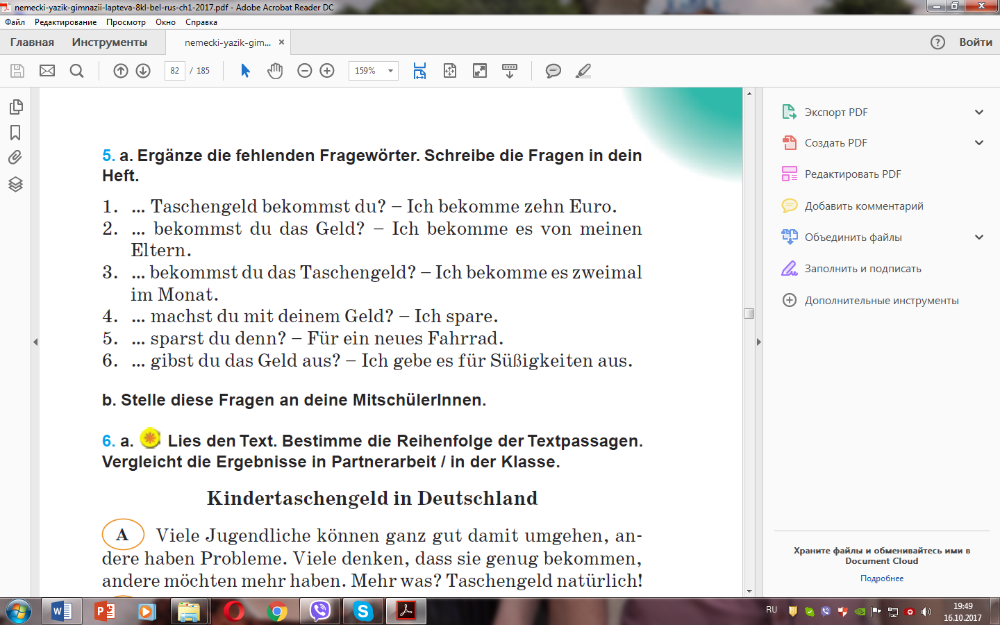 nemecki-yazik-gimnazii-lapteva-8kl-bel-rus-ch1-2017.pdf - Adobe Acrobat Reader DC
Файл Редактирование Просмотр Окно Справка
Главная Инструменты nemecki-yazik-gim... × ? Войти
82 / 185 159%
5. a. Ergänze die fehlenden Fragewörter. Schreibe die Fragen in dein
Heft.
1. ... Taschengeld bekommst du? – Ich bekomme zehn Euro.
2. ... bekommst du das Geld? – Ich bekomme es von meinen
Eltern.
3. ... bekommst du das Taschengeld? – Ich bekomme es zweimal
im Monat.
4. ... machst du mit deinem Geld? – Ich spare.
5. ... sparst du denn? – Für ein neues Fahrrad.
6. ... gibst du das Geld aus? – Ich gebe es für Süßigkeiten aus.
b. Stelle diese Fragen an deine MitschülerInnen.
6. a. Lies den Text. Bestimme die Reihenfolge der Textpassagen.
Vergleicht die Ergebnisse in Partnerarbeit / in der Klasse.
Kindertaschengeld in Deutschland
A Viele Jugendliche können ganz gut damit umgehen, an-
dere haben Probleme. Viele denken, dass sie genug bekommen,
andere möchten mehr haben. Mehr was? Taschengeld natürlich!
Экспорт PDF
Создать PDF
Редактировать PDF
Добавить комментарий
Объединить файлы
Заполнить и подписать
Дополнительные инструменты
Храните файлы и обменивайтесь ими в
Document Cloud
Подробнее
RU
19:49
16.10.2017